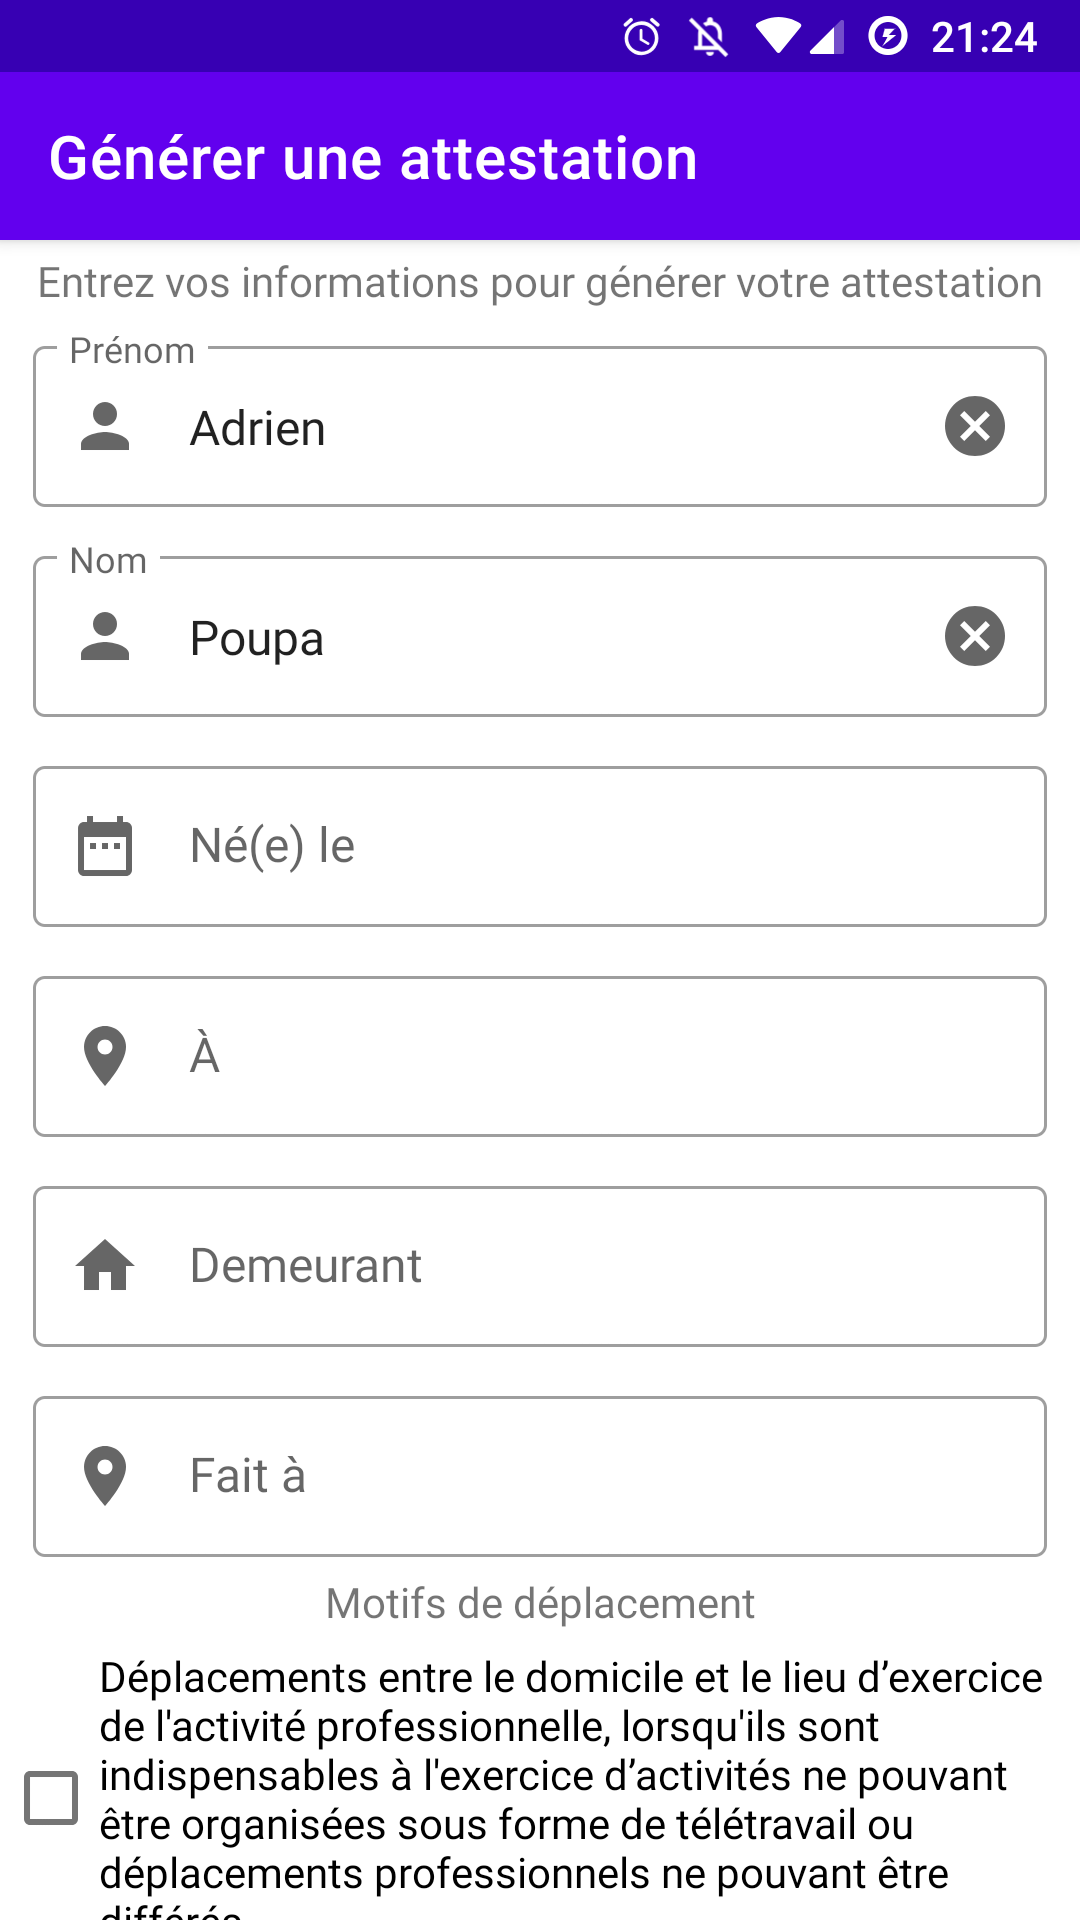 21:24
Générer une attestation
Entrez vos informations pour générer votre attestation
Prénom
Adrien
Nom
Poupa
Né(e) le
À
Demeurant
Fait à
Motifs de déplacement
Déplacements entre le domicile et le lieu d’exercice
de l'activité professionnelle, lorsqu'ils sont
indispensables à l'exercice d’activités ne pouvant
être organisées sous forme de télétravail ou
déplacements professionnels ne pouvant être
différés